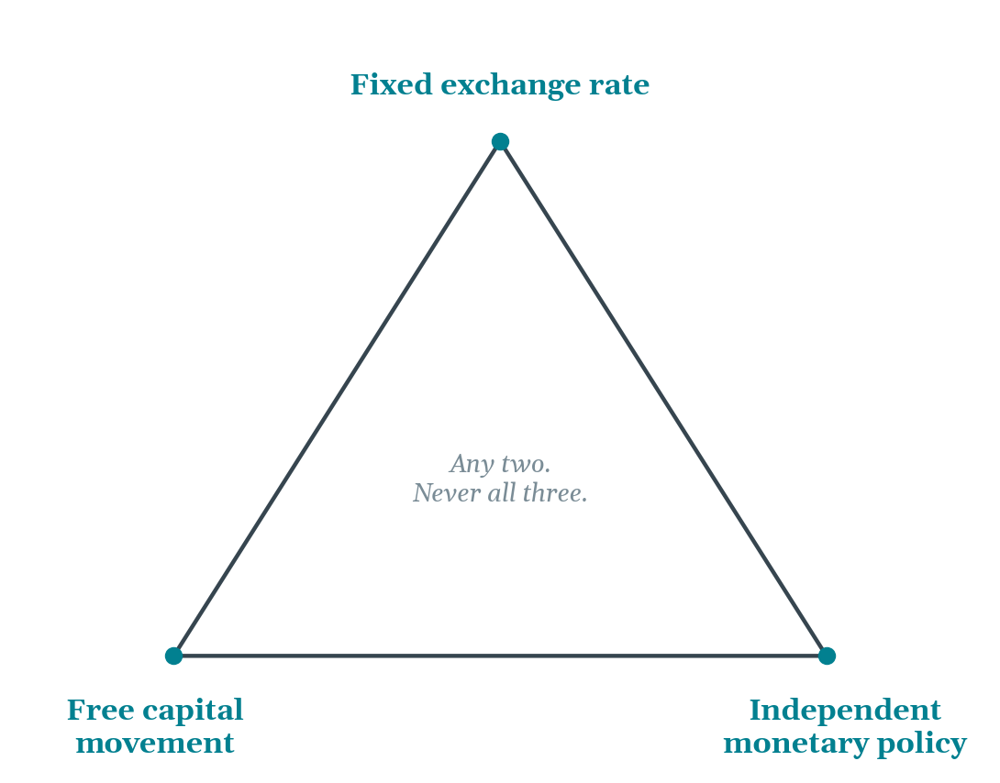 Fixed exchange rate
Any two.
Never all three.
Free capital
movement
Independent
monetary policy